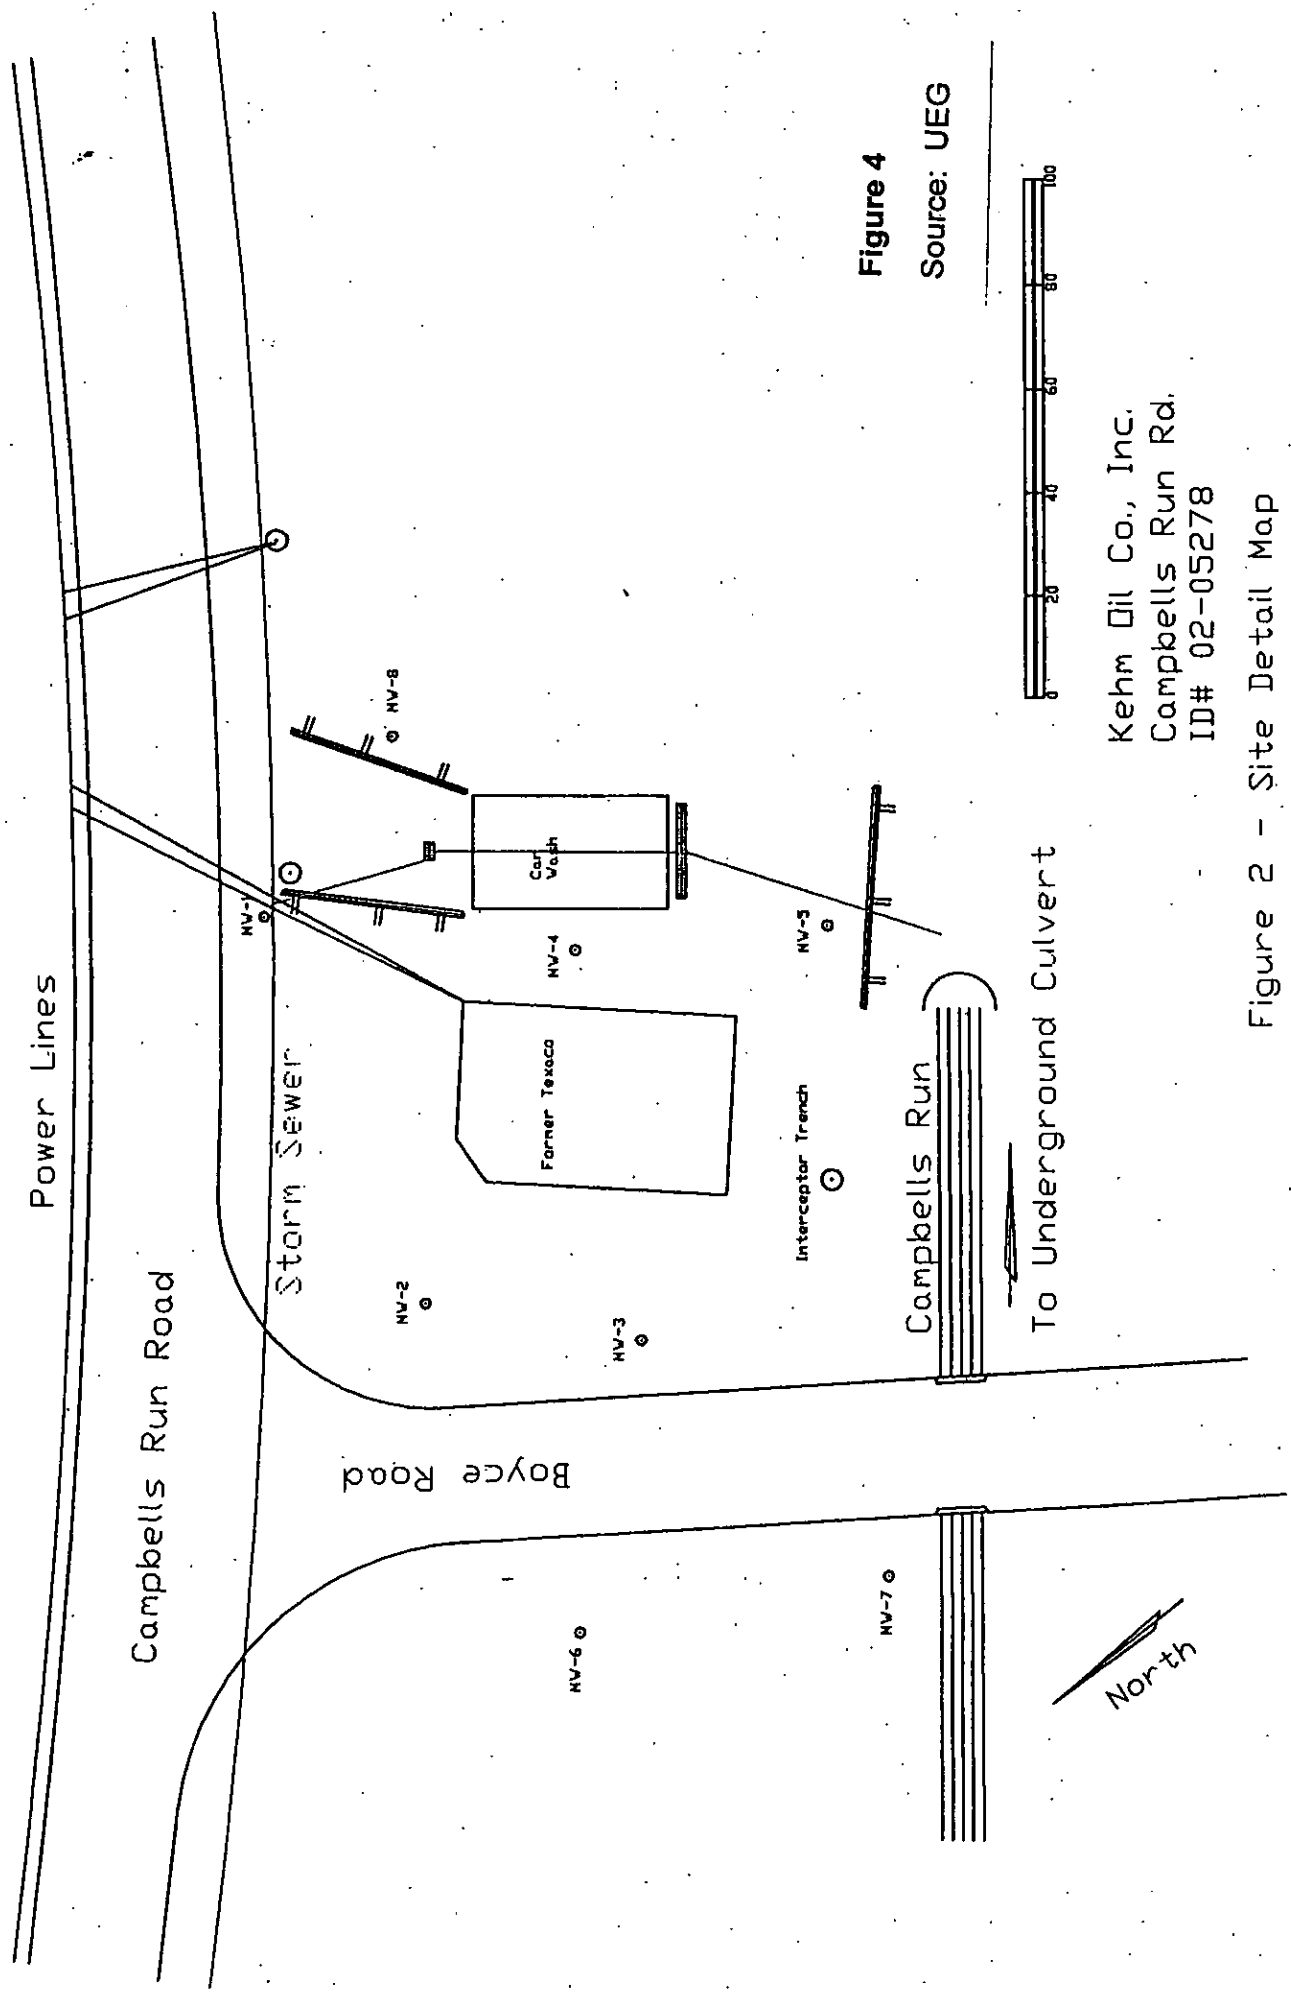 Power Lines
Campbells Run Road
Storm Sewer
Boyce Road
MW-1
MW-2
MW-3
MW-4
MW-5
MW-6
MW-7
MW-8
Car
Wash
Former Texaco
Interceptor Trench
Campbells Run
To Underground Culvert
North
Figure 4
Source: UEG
0 20 40 60 80 100
Kehm Oil Co., Inc.
Campbells Run Rd.
ID# 02-05278
Figure 2 - Site Detail Map